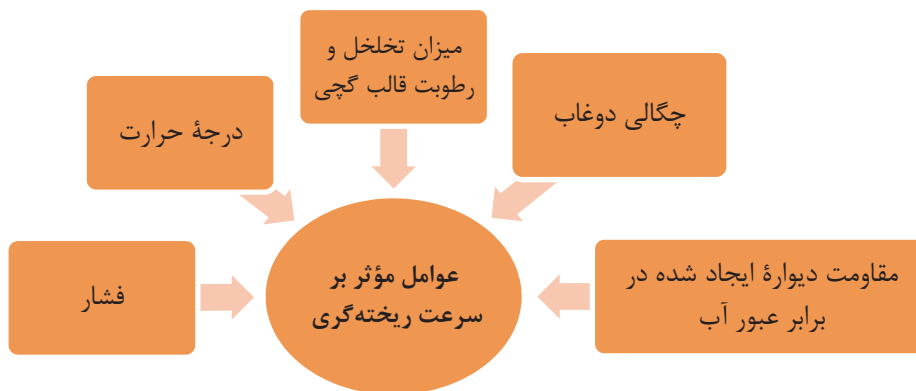 میزان تخلخل و
رطوبت قالب گچی
چگالی دوغاب
درجهٔ حرارت
عوامل مؤثر بر
سرعت ریخته‌گری
مقاومت دیوارهٔ ایجاد شده در
برابر عبور آب
فشار